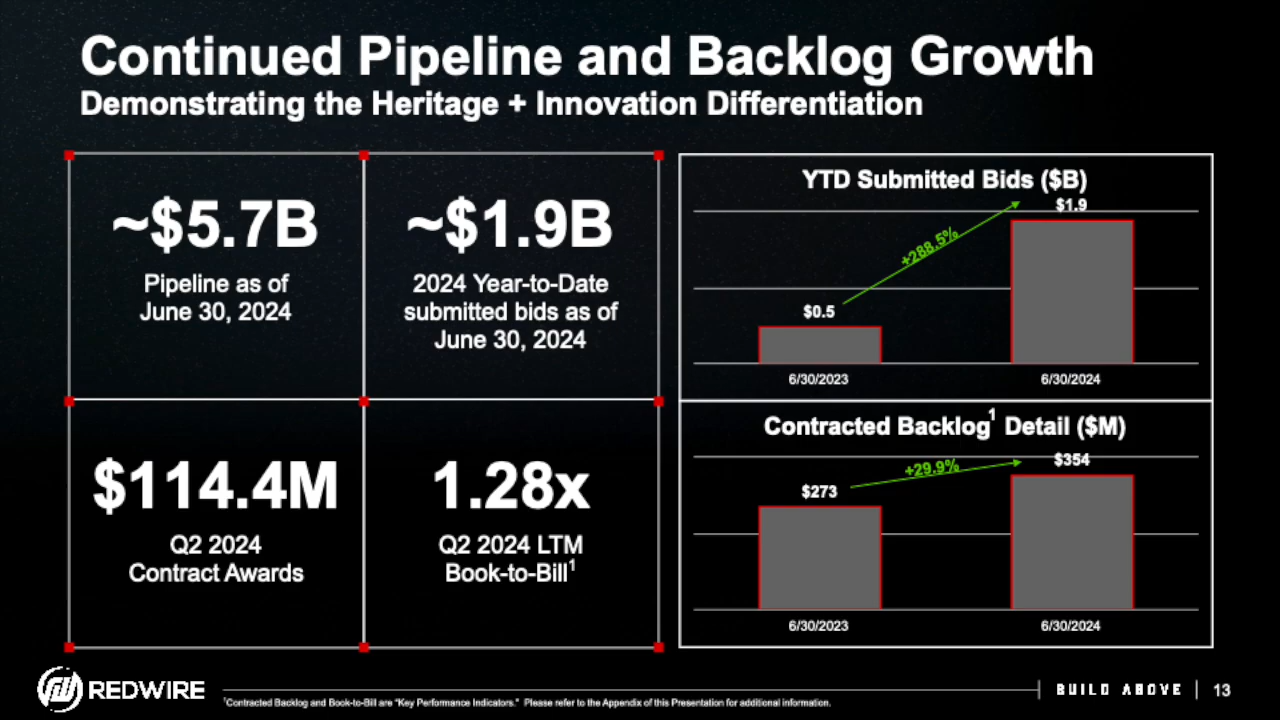 Continued Pipeline and Backlog Growth
Demonstrating the Heritage + Innovation Differentiation
~$5.7B
Pipeline as of
June 30, 2024
~$1.9B
2024 Year-to-Date
submitted bids as of
June 30, 2024
$114.4M
Q2 2024
Contract Awards
1.28x
Q2 2024 LTM
Book-to-Bill¹
YTD Submitted Bids ($B)
$1.9
+288.5%
$0.5
6/30/2023
6/30/2024
Contracted Backlog¹ Detail ($M)
$354
+29.9%
$273
6/30/2023
6/30/2024
REDWIRE
¹Contracted Backlog and Book-to-Bill are “Key Performance Indicators.” Please refer to the Appendix of this Presentation for additional information.
BUILD ABOVE
13